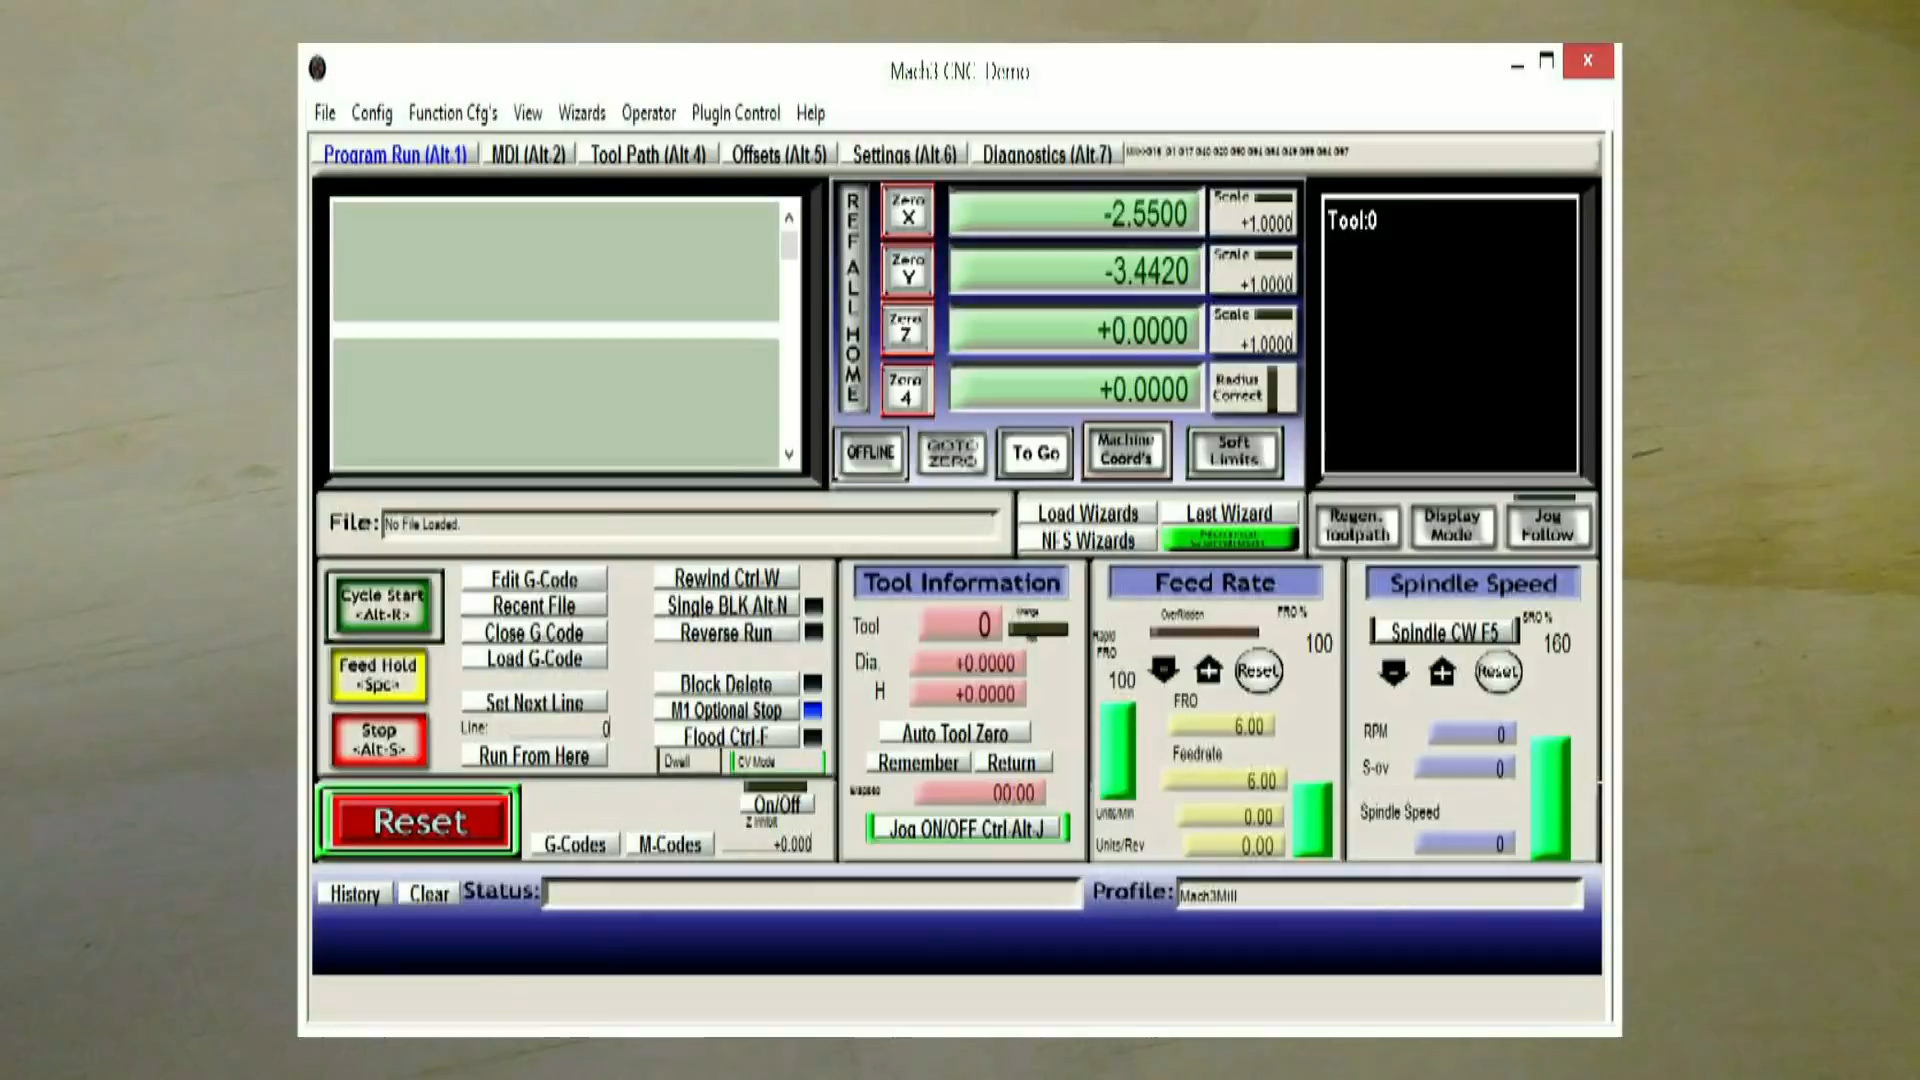 Mach3 CNC Demo
File Config Function Cfg's View Wizards Operator PlugIn Control Help
Program Run (Alt-1) MDI (Alt-2) Tool Path (Alt-4) Offsets (Alt-5) Settings (Alt-6) Diagnostics (Alt-7)
REF ALL HOME
Zero X -2.5500 Scale +1.0000
Zero Y -3.4420 Scale +1.0000
Zero Z +0.0000 Scale +1.0000
Zero 4 +0.0000 Radius Correct
OFFLINE GOTO ZERO To Go Machine Coord's Soft Limits
Tool:0
File: No File Loaded.
Load Wizards Last Wizard
NFS Wizards
Regen. Toolpath Display Mode Jog Follow
Cycle Start <Alt-R>
Feed Hold <Spc>
Stop <Alt-S>
Edit G-Code
Recent File
Close G-Code
Load G-Code
Set Next Line
Line: 0
Run From Here
Rewind Ctrl-W
Single BLK Alt-N
Reverse Run
Block Delete
M1 Optional Stop
Flood Ctrl-F
Dwell CV Mode
Reset
G-Codes M-Codes
On/Off
Z Inhibit
+0.000
Tool Information
Tool 0 Change Tool
Dia. +0.0000
H +0.0000
Auto Tool Zero
Remember Return
Elapsed 00:00
Jog ON/OFF Ctrl-Alt-J
Feed Rate
Overridden FRO %
100
Rapid FRO
100
Reset
FRO
6.00
Feedrate
6.00
Units/Min 0.00
Units/Rev 0.00
Spindle Speed
Spindle CW F5 SRO %
160
Reset
RPM 0
S-ov 0
Spindle Speed
0
History Clear Status: Profile: Mach3Mill